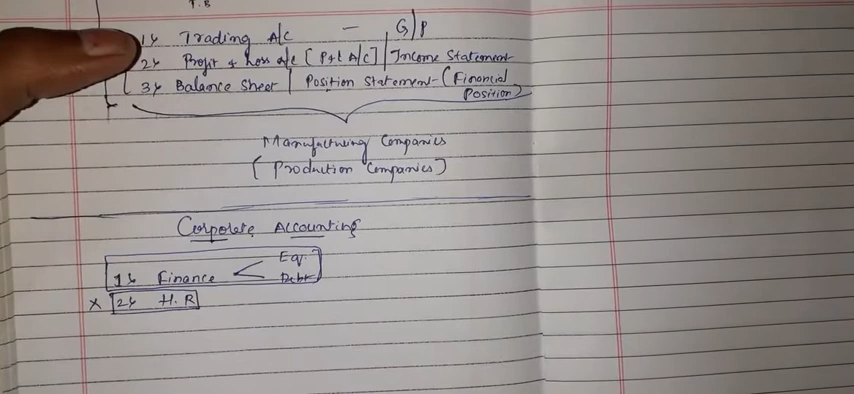 T.B
1) Trading A/c — G/P
2) Profit & Loss a/c [P&L A/c] | Income Statement
3) Balance Sheet | Position Statement - (Financial
Position)
Manufacturing Companies
(Production Companies)
Corporate Accounting
Eq.
1) Finance <
Debt
x 2) H.R